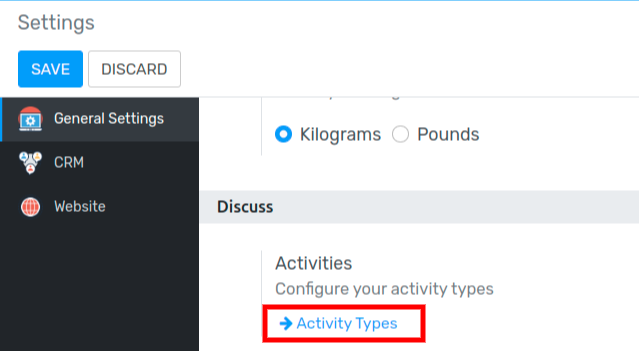 Settings
SAVE DISCARD
General Settings
CRM
Website
Kilograms Pounds
Discuss
Activities
Configure your activity types
Activity Types